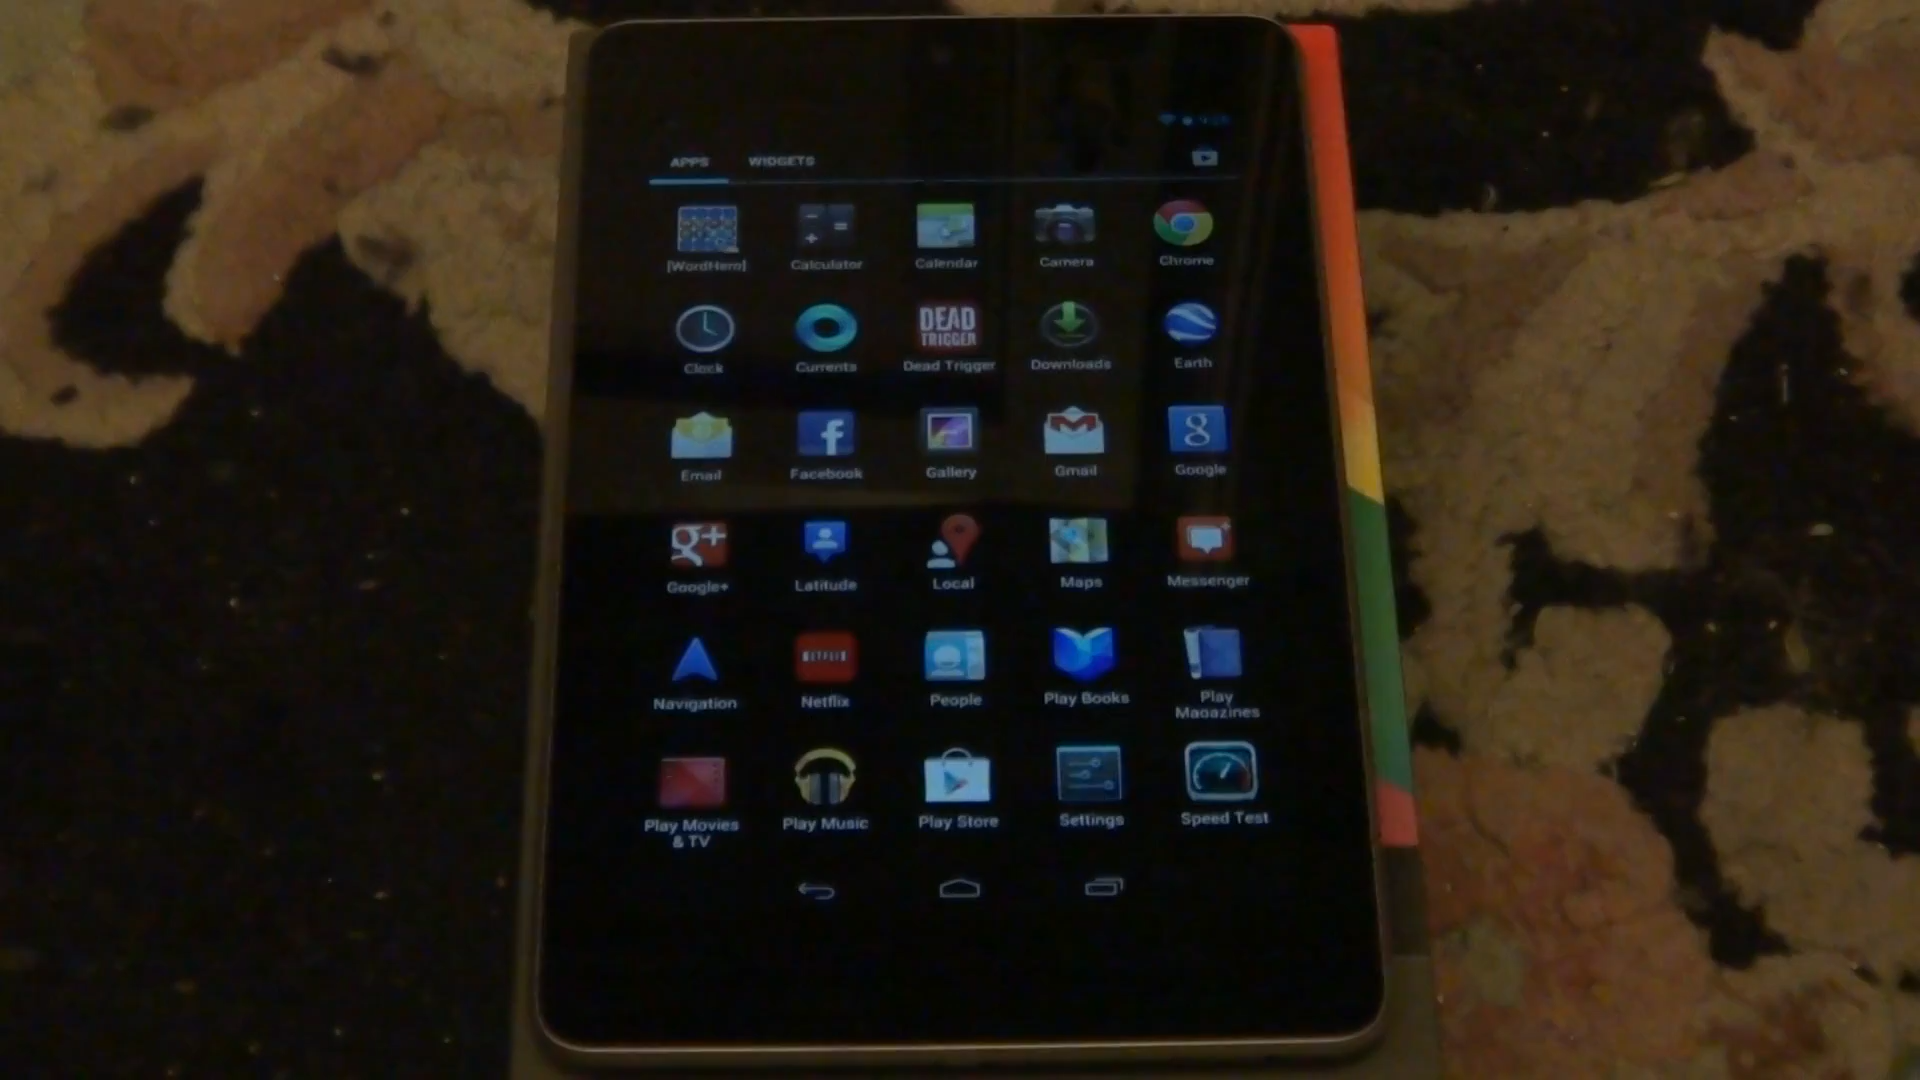 APPS WIDGETS
[WordHero] Calculator Calendar Camera Chrome
DEAD
TRIGGER
Clock Currents Dead Trigger Downloads Earth
f g
Email Facebook Gallery Gmail Google
g+
Google+ Latitude Local Maps Messenger
Navigation Netflix People Play Books Play
Magazines
Play Movies Play Music Play Store Settings Speed Test
& TV